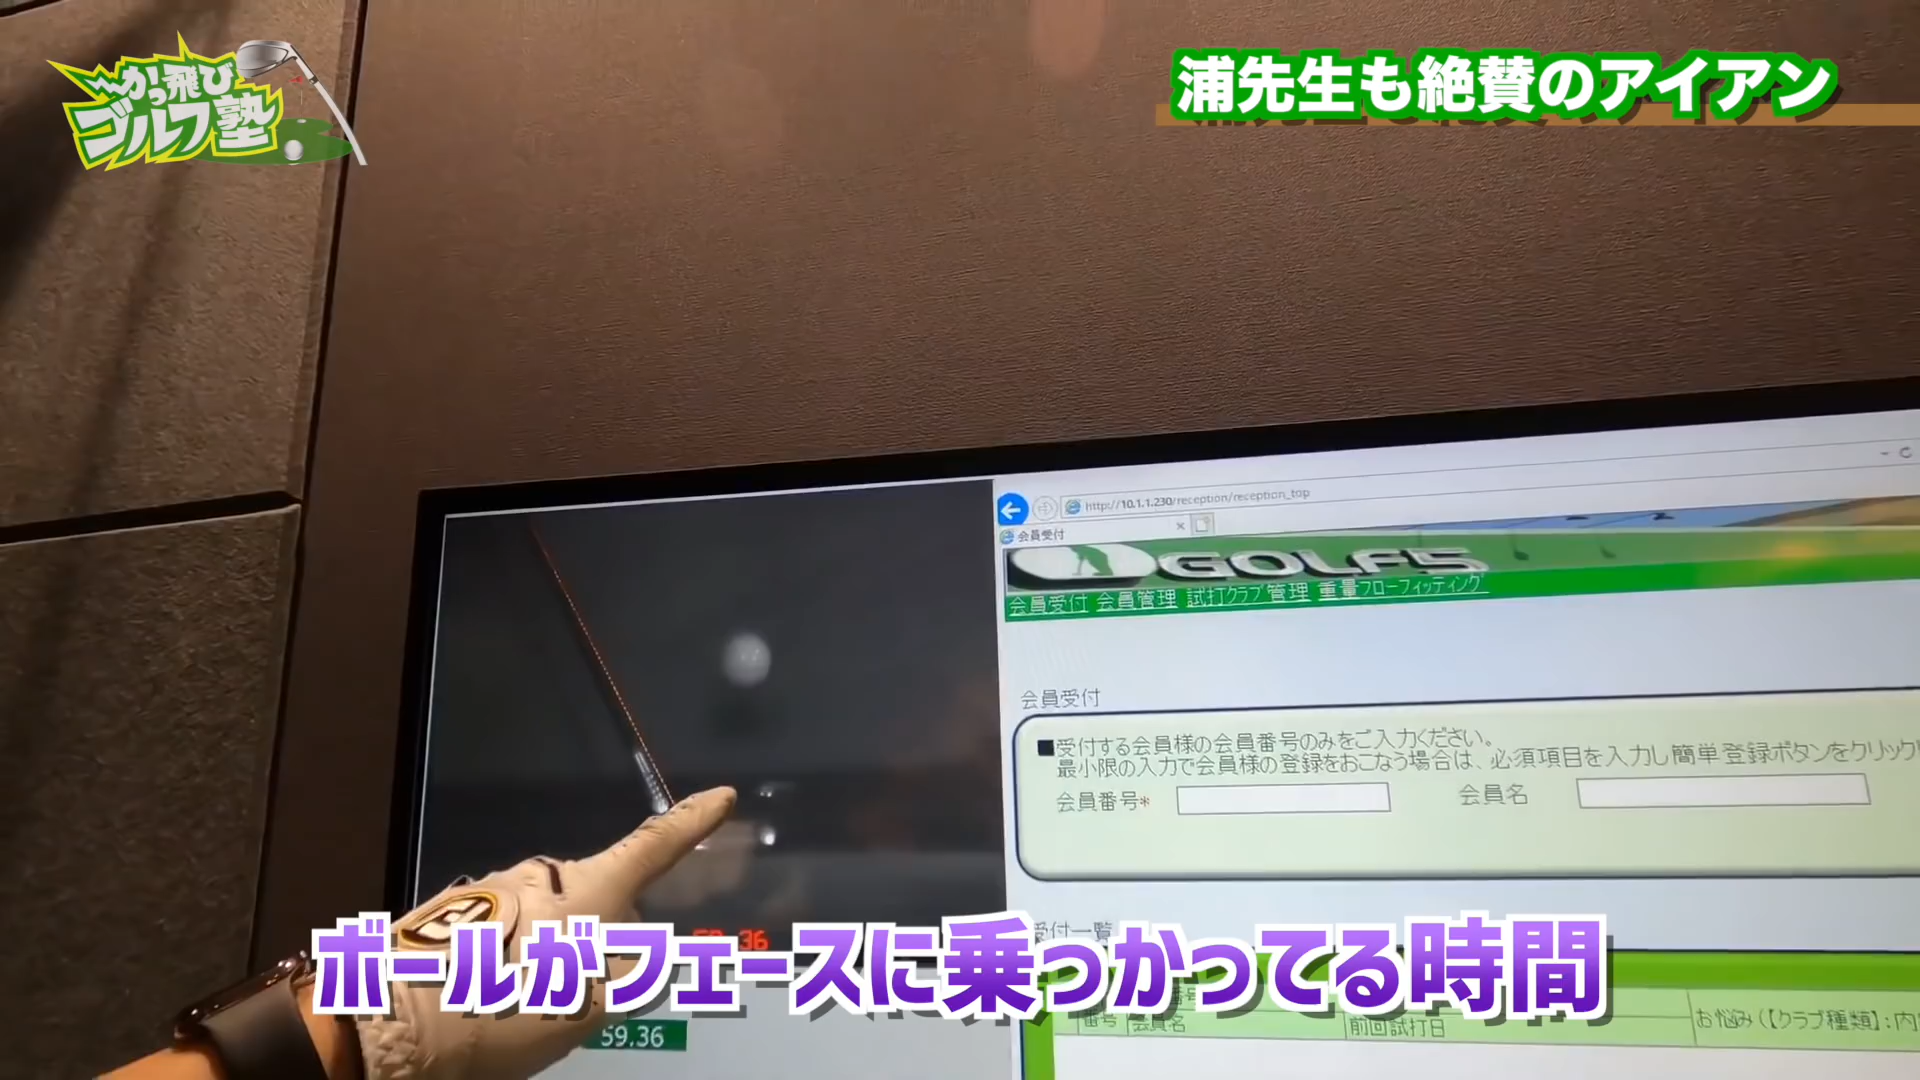 かっ飛び
ゴルフ塾
浦先生も絶賛のアイアン
http://10.1.1.230/reception/reception_top
会員受付
GOLF5
会員受付 会員管理 試打クラブ管理 重量フローフィッティング
会員受付
■受付する会員様の会員番号のみをご入力ください。
最小限の入力で会員様の登録をおこなう場合は、必須項目を入力し簡単登録ボタンをクリック
会員番号* 会員名
受付一覧
36
ボールがフェースに乗っかってる時間
59.36
番号 会員名 前回試打日 お悩み(【クラブ種類】:内